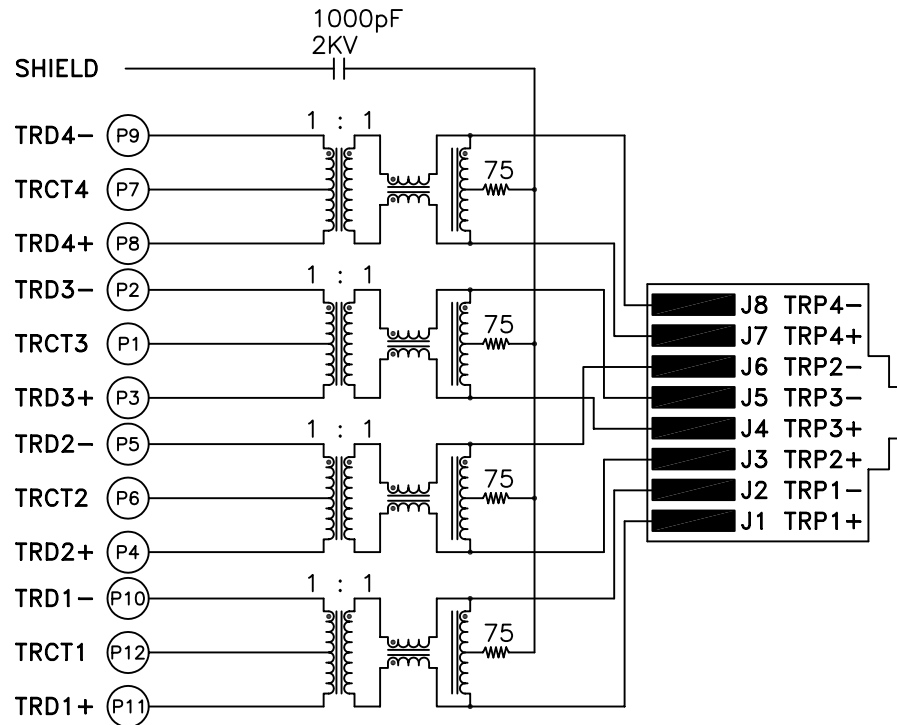 1000pF
2KV
SHIELD
1 : 1
TRD4- P9
75
TRCT4 P7
TRD4+ P8
1 : 1
TRD3- P2
75
TRCT3 P1
TRD3+ P3
1 : 1
TRD2- P5
75
TRCT2 P6
TRD2+ P4
1 : 1
TRD1- P10
75
TRCT1 P12
TRD1+ P11
J8 TRP4-
J7 TRP4+
J6 TRP2-
J5 TRP3-
J4 TRP3+
J3 TRP2+
J2 TRP1-
J1 TRP1+